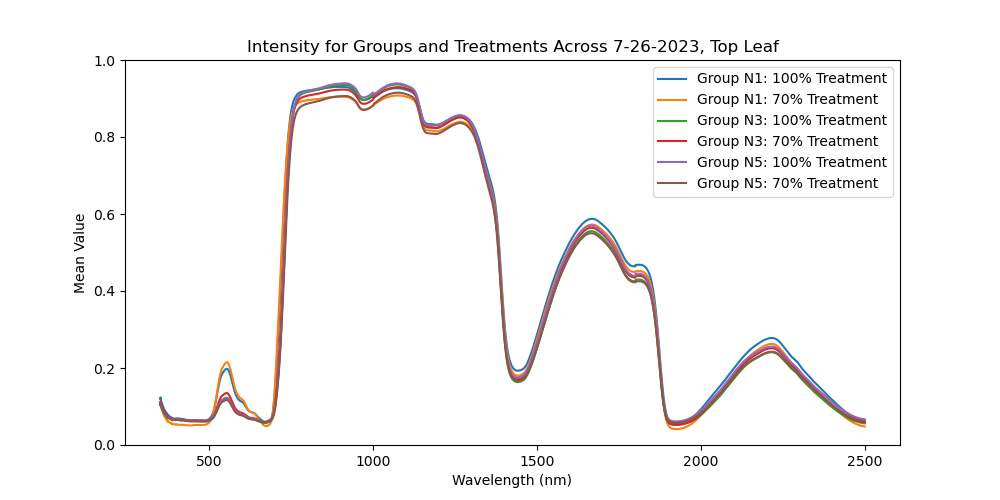 Intensity for Groups and Treatments Across 7-26-2023, Top Leaf
1.0
0.8
0.6
0.4
0.2
0.0
Mean Value
Group N1: 100% Treatment
Group N1: 70% Treatment
Group N3: 100% Treatment
Group N3: 70% Treatment
Group N5: 100% Treatment
Group N5: 70% Treatment
500 1000 1500 2000 2500
Wavelength (nm)